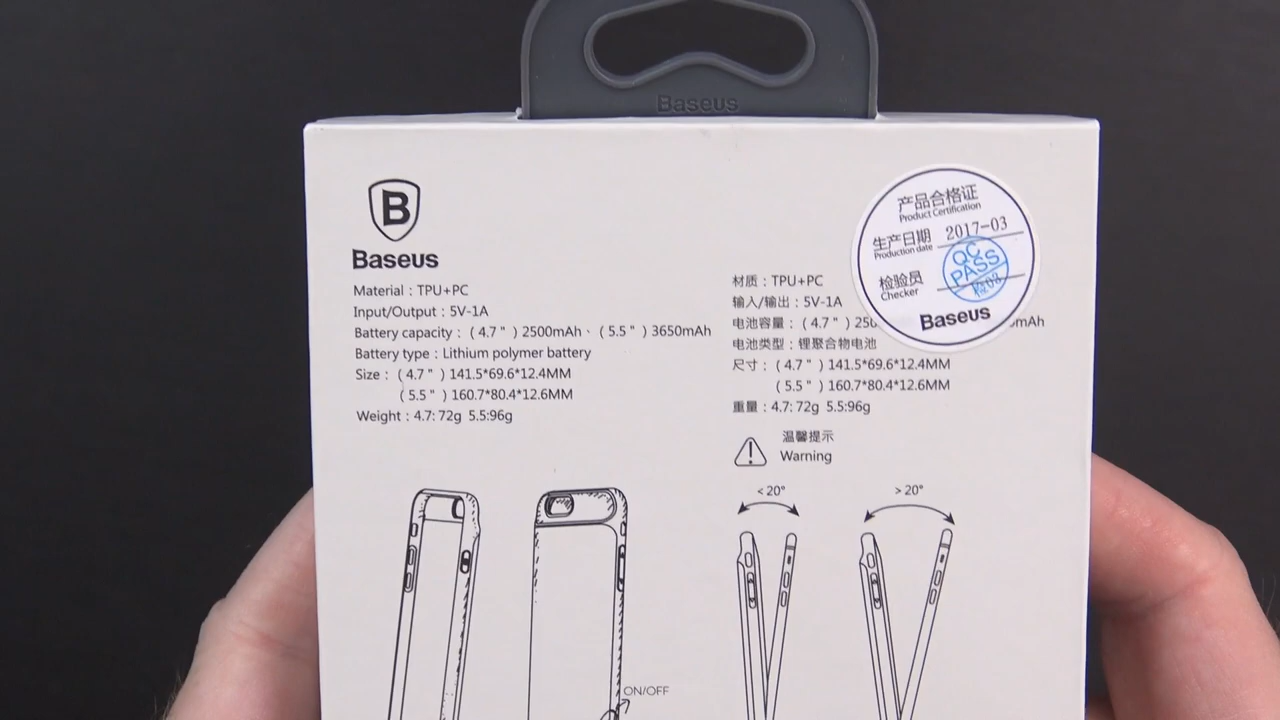 Baseus
B
Baseus
Material : TPU+PC
Input/Output : 5V-1A
Battery capacity : ( 4.7 " ) 2500mAh、 ( 5.5 " ) 3650mAh
Battery type : Lithium polymer battery
Size : ( 4.7 " ) 141.5*69.6*12.4MM
( 5.5 " ) 160.7*80.4*12.6MM
Weight : 4.7: 72g 5.5:96g
产品合格证
Product Certification
生产日期 2017-03
Production date
检验员
Checker
QC
PASS
Baseus
材质 : TPU+PC
输入/输出 : 5V-1A
电池容量 : ( 4.7 " ) 250 mAh
电池类型 : 锂聚合物电池
尺寸 : ( 4.7 " ) 141.5*69.6*12.4MM
( 5.5 " ) 160.7*80.4*12.6MM
重量 : 4.7: 72g 5.5:96g
温馨提示
Warning
< 20°
> 20°
ON/OFF